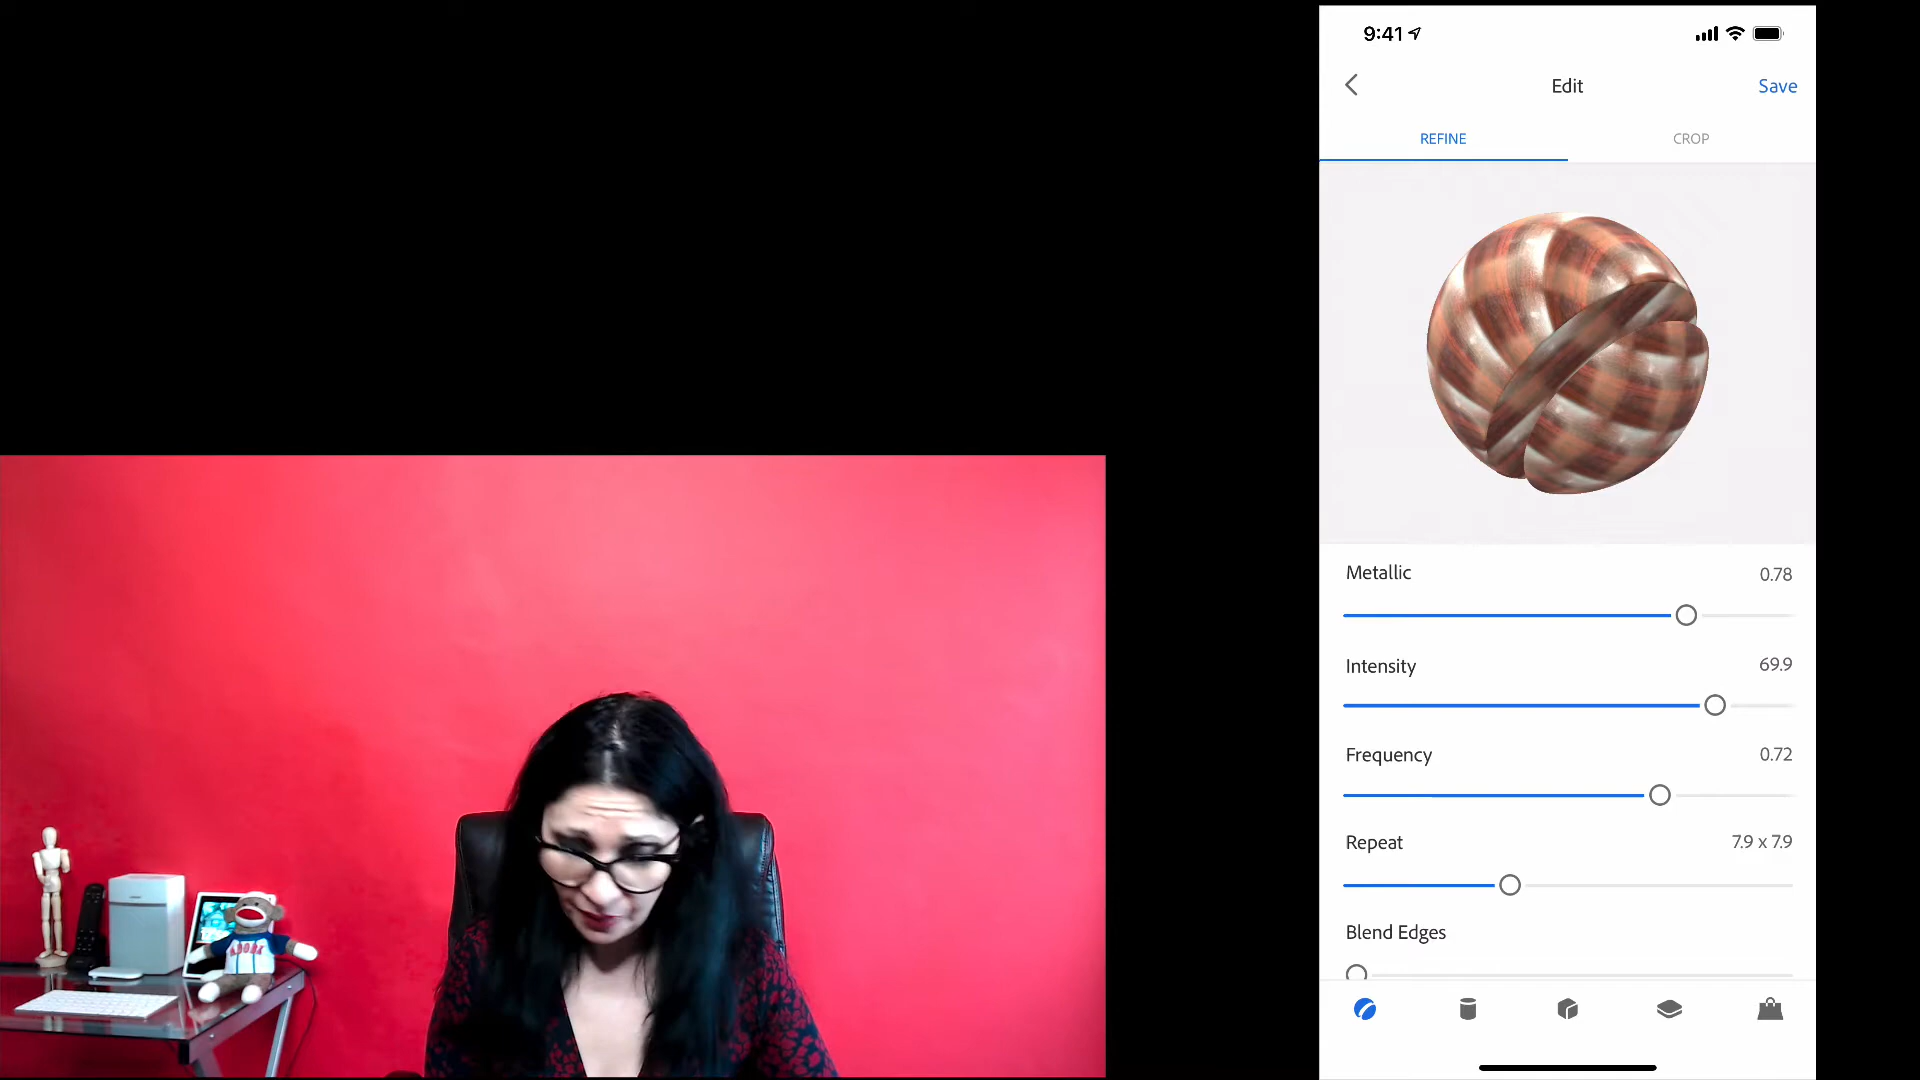 9:41
Edit
Save
REFINE
CROP
Metallic
0.78
Intensity
69.9
Frequency
0.72
Repeat
7.9 x 7.9
Blend Edges
ADOBE